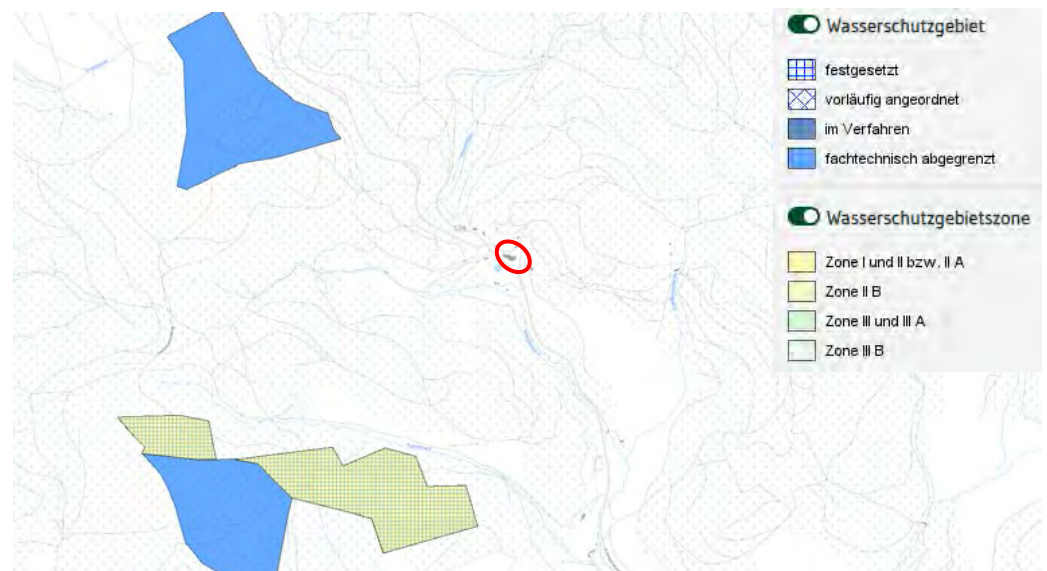 Wasserschutzgebiet
festgesetzt
vorläufig angeordnet
im Verfahren
fachtechnisch abgegrenzt
Wasserschutzgebietszone
Zone I und II bzw. II A
Zone II B
Zone III und III A
Zone III B